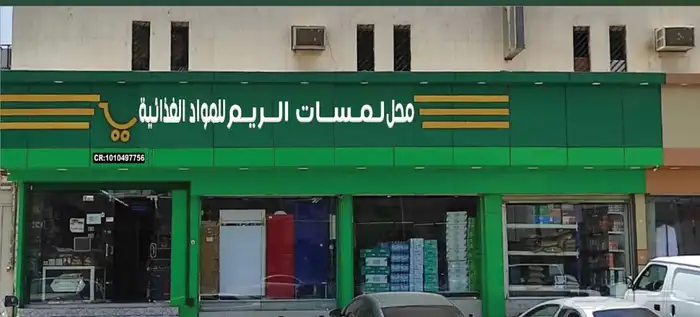 محل لمسات الريم للمواد الغذائية
CR:1010497756